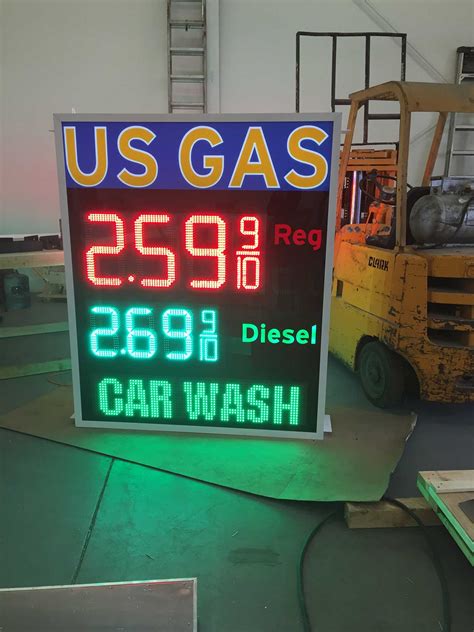 US GAS
2.59 9/10 Reg
2.69 9/10 Diesel
CAR WASH
CLARK